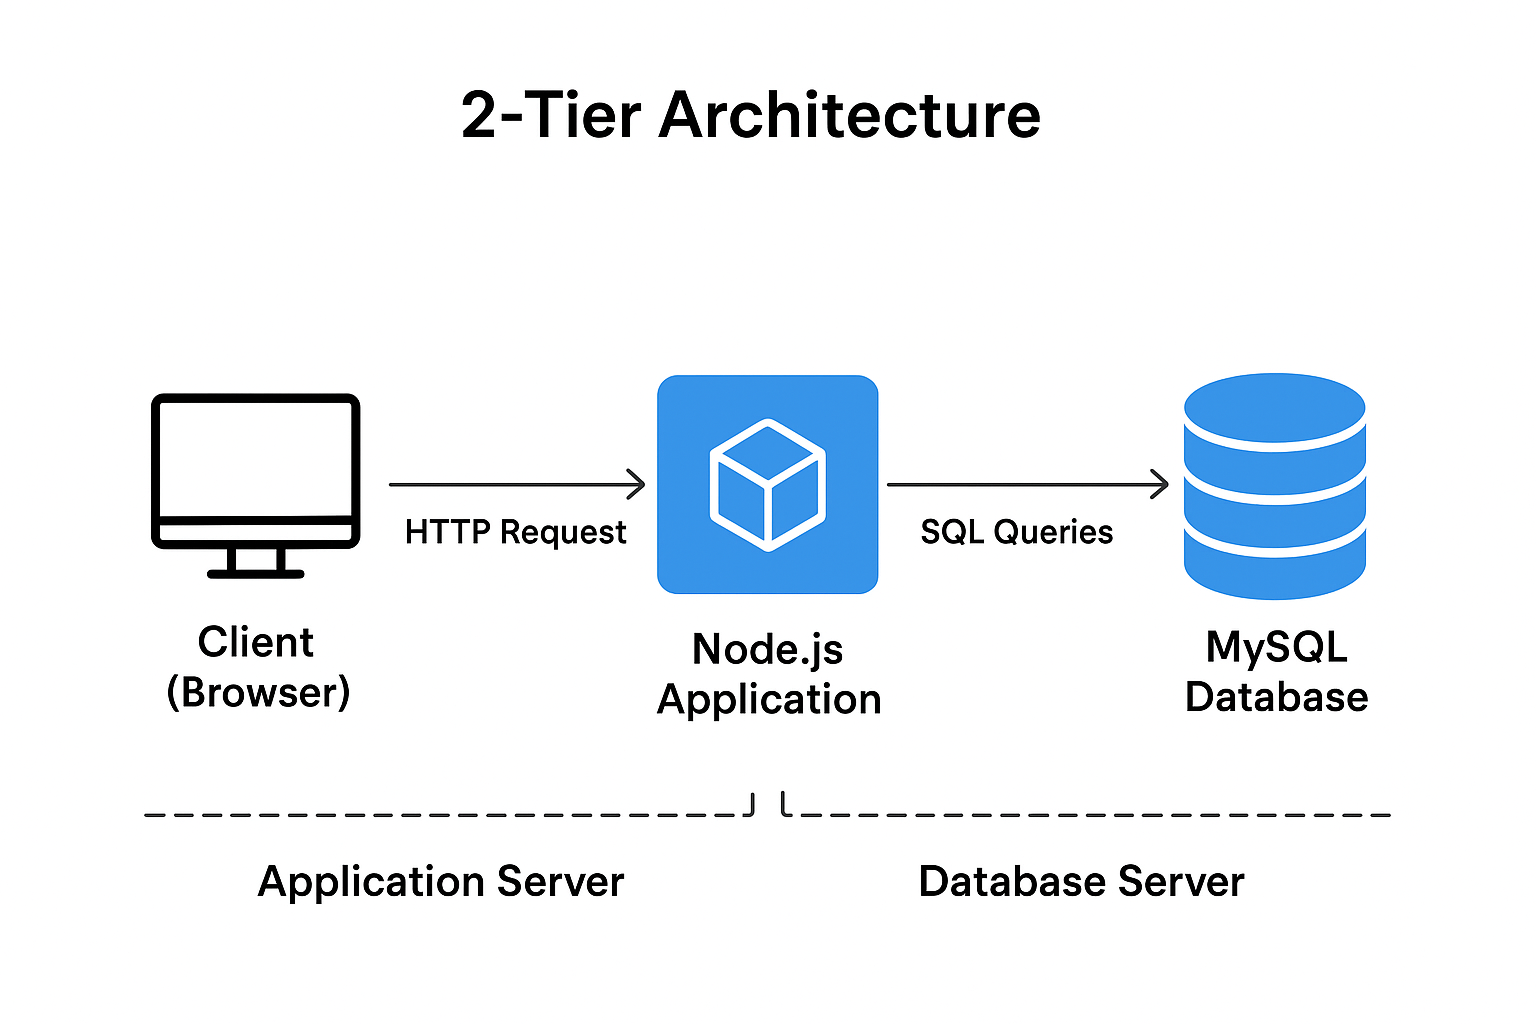 2-Tier Architecture
HTTP Request
SQL Queries
Client
(Browser)
Node.js
Application
MySQL
Database
Application Server
Database Server